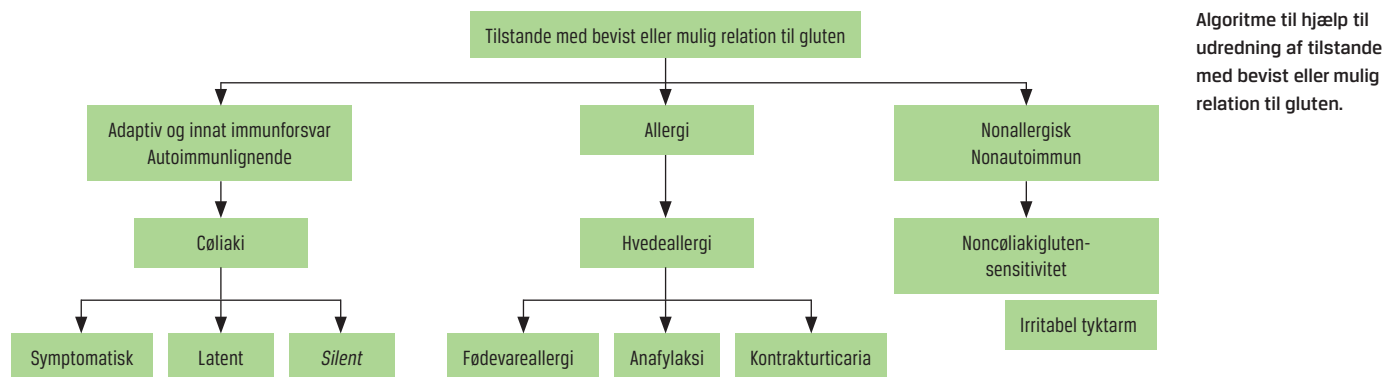 Tilstande med bevist eller mulig relation til gluten
Algoritme til hjælp til
udredning af tilstande
med bevist eller mulig
relation til gluten.
Adaptiv og innat immunforsvar
Autoimmunlignende
Allergi
Nonallergisk
Nonautoimmun
Cøliaki
Hvedeallergi
Noncøliakigluten-
sensitivitet
Irritabel tyktarm
Symptomatisk
Latent
Silent
Fødevareallergi
Anafylaksi
Kontrakturticaria